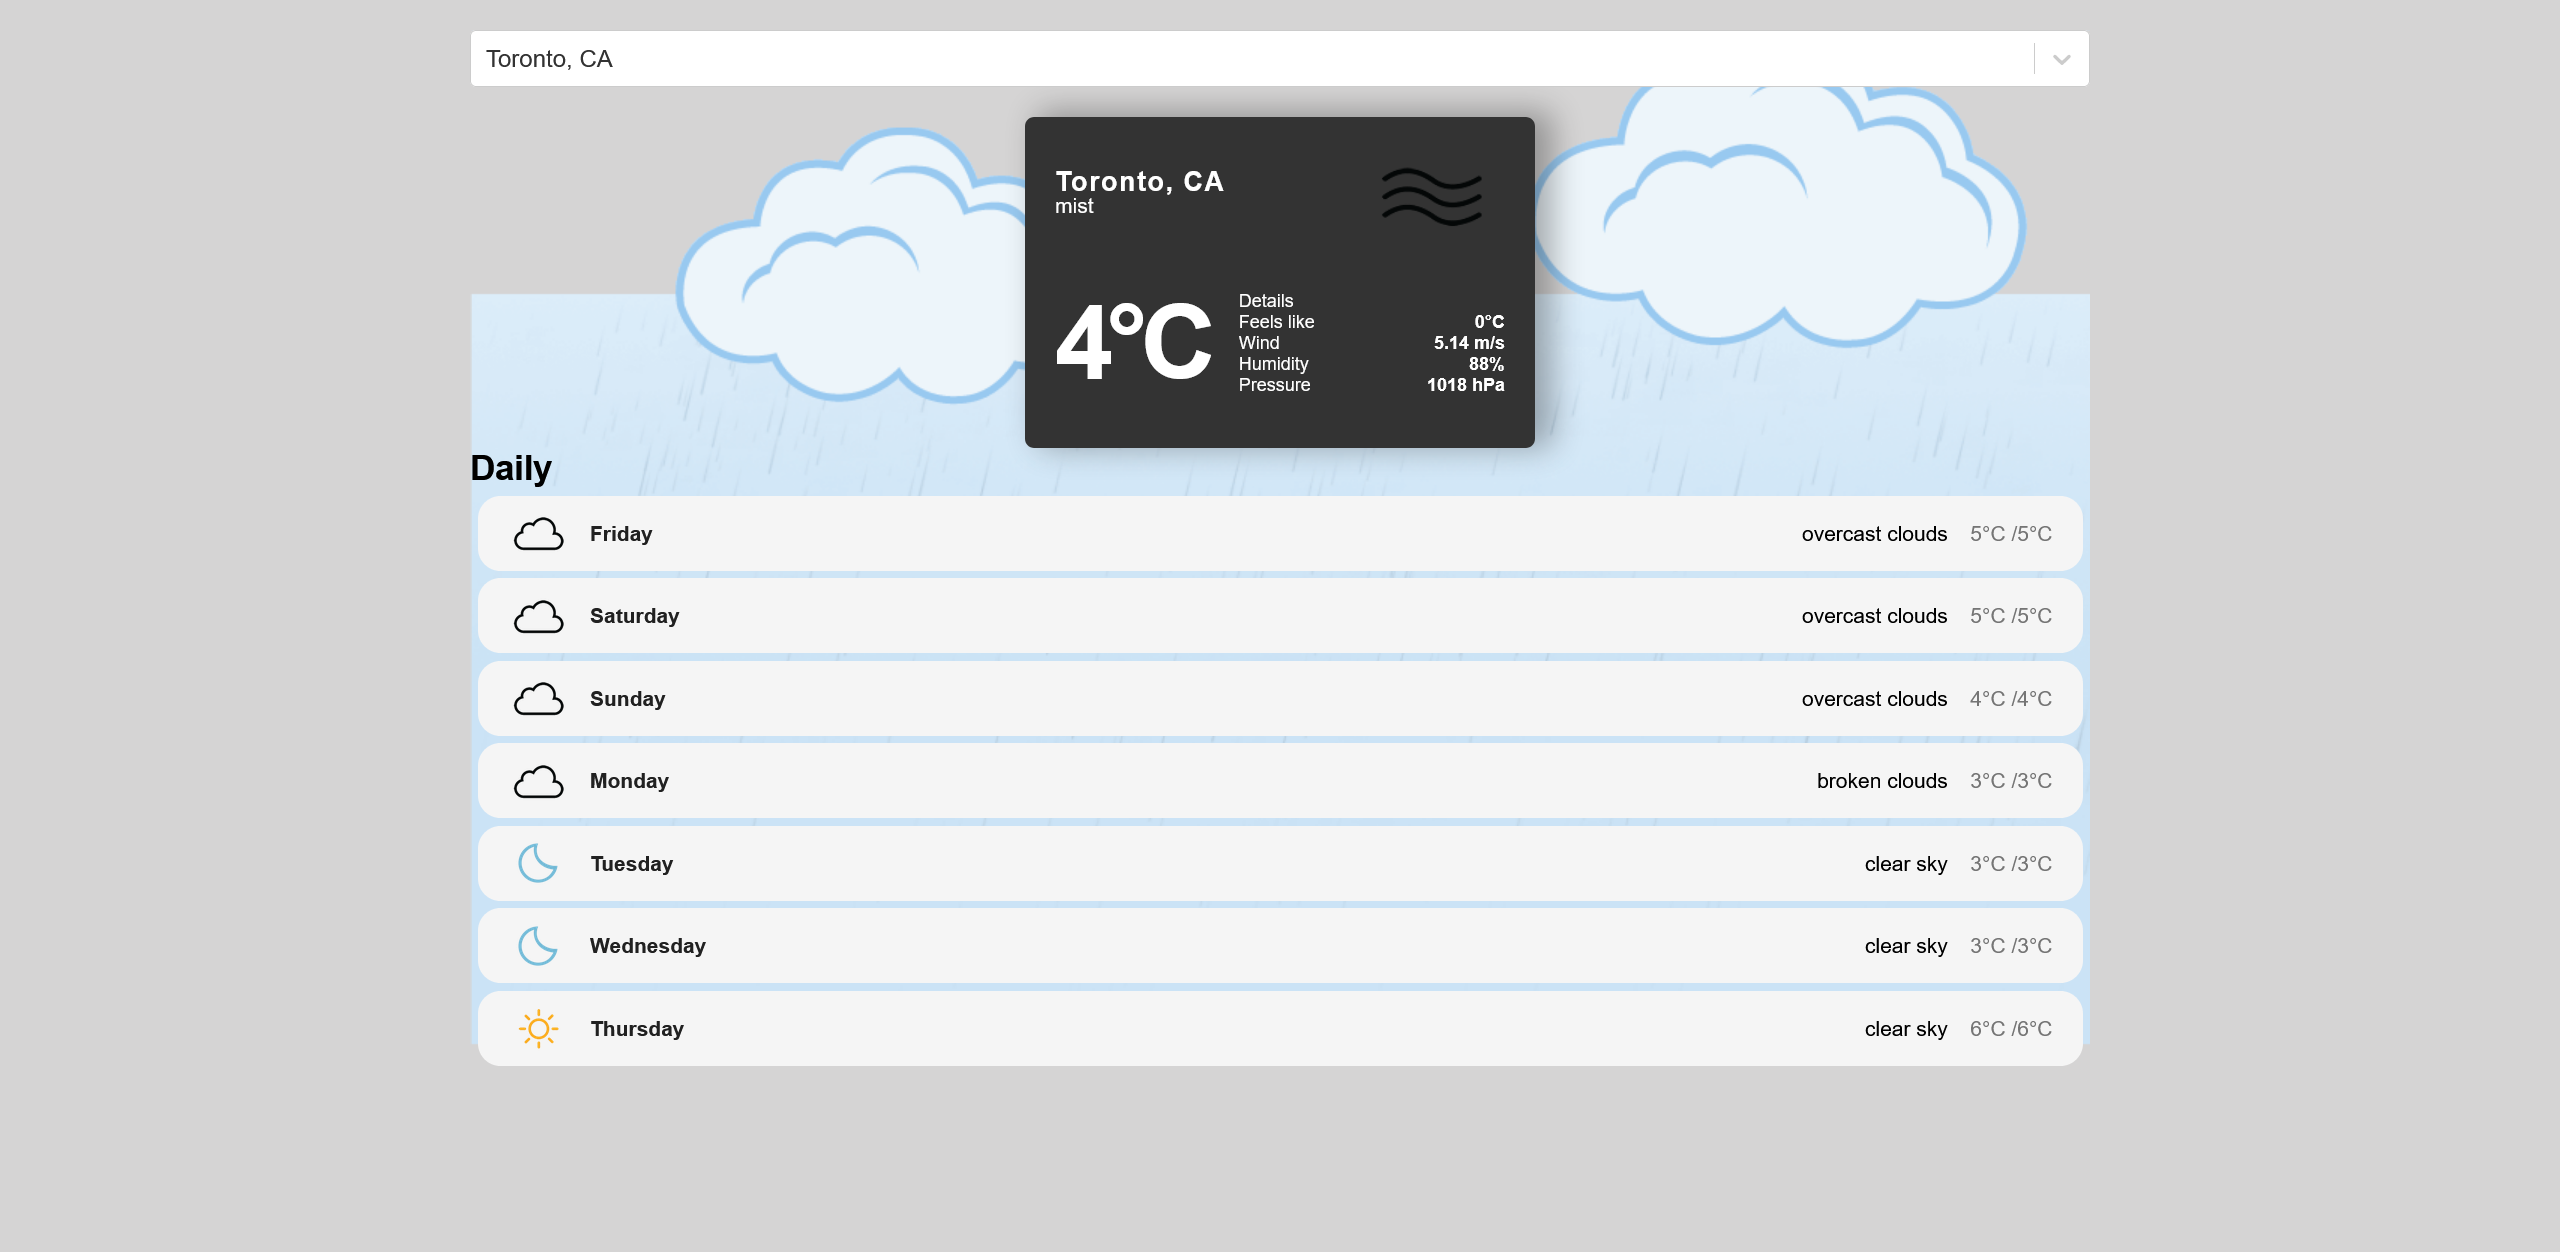 Toronto, CA
Toronto, CA
mist
4°C
Details
Feels like 0°C
Wind 5.14 m/s
Humidity 88%
Pressure 1018 hPa
Daily
Friday overcast clouds 5°C /5°C
Saturday overcast clouds 5°C /5°C
Sunday overcast clouds 4°C /4°C
Monday broken clouds 3°C /3°C
Tuesday clear sky 3°C /3°C
Wednesday clear sky 3°C /3°C
Thursday clear sky 6°C /6°C